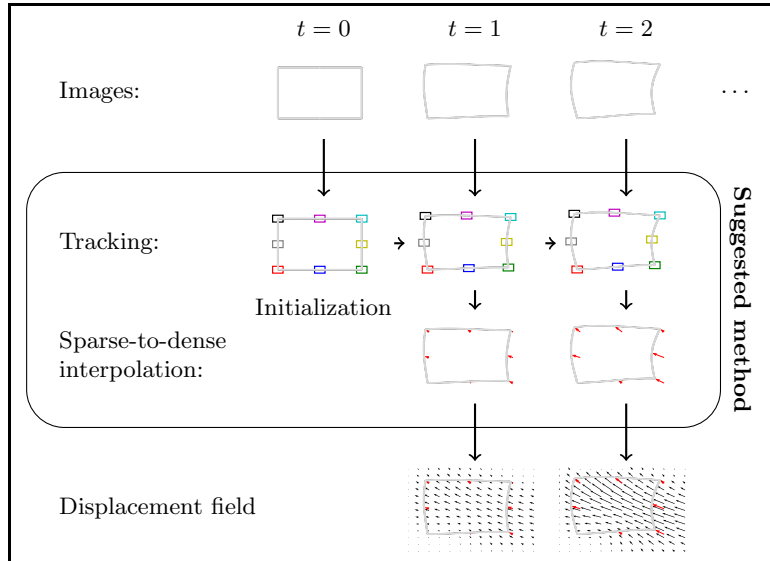 t = 0
t = 1
t = 2
Images:
· · ·
Tracking:
Initialization
Sparse-to-dense
interpolation:
Suggested method
Displacement field